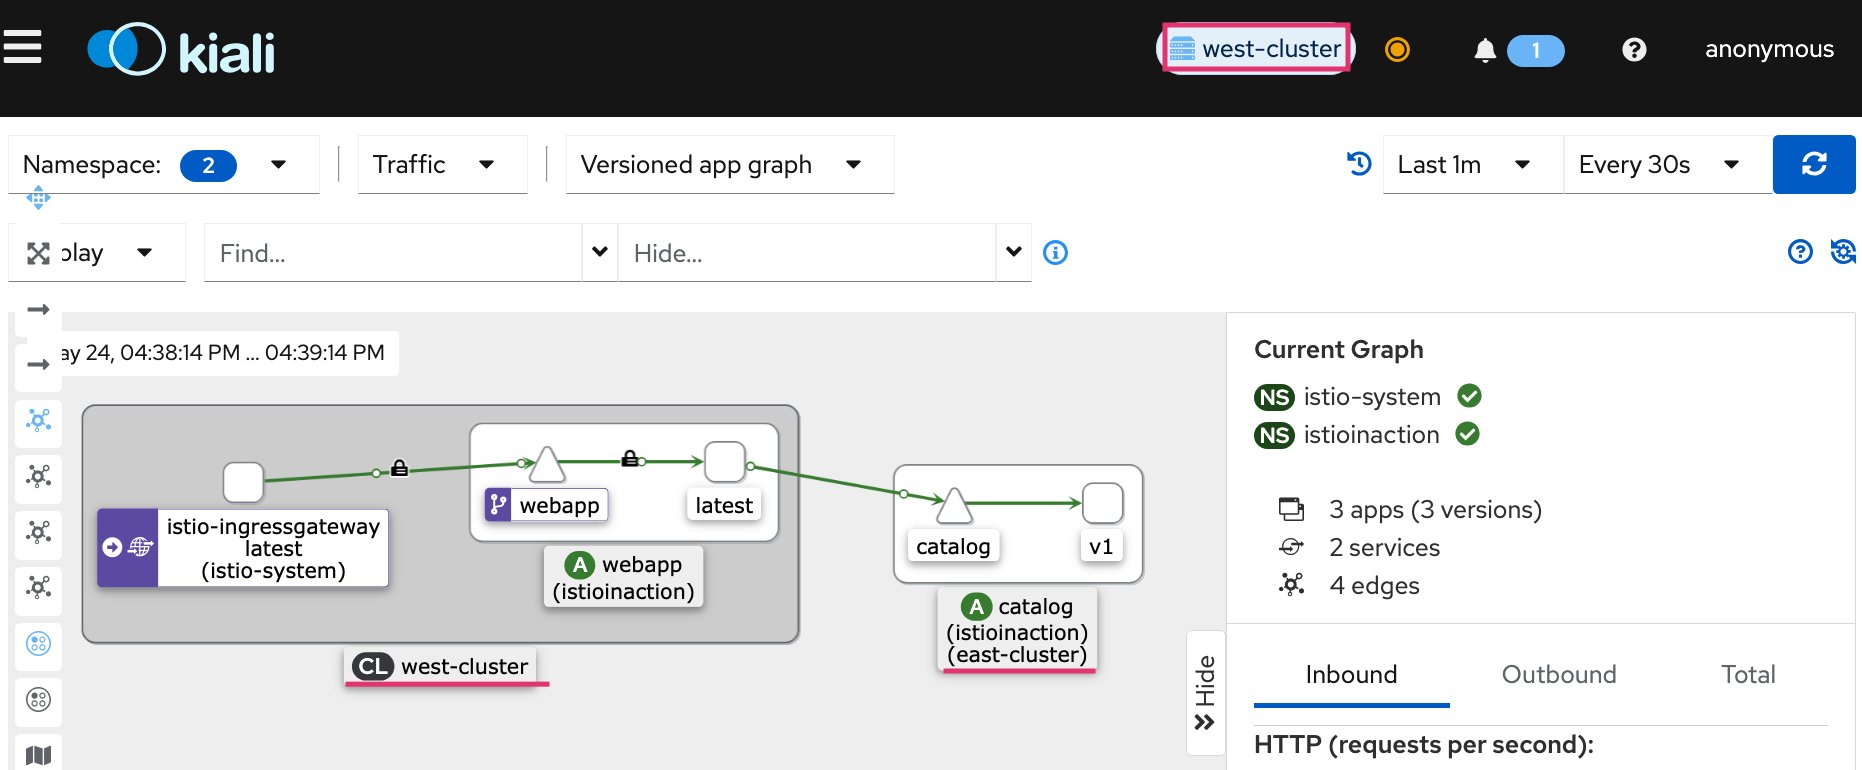 kiali
west-cluster
1
anonymous
Namespace: 2
Traffic
Versioned app graph
Last 1m
Every 30s
play
Find...
Hide...
ay 24, 04:38:14 PM ... 04:39:14 PM
istio-ingressgateway
latest
(istio-system)
webapp
latest
A webapp
(istioinaction)
CL west-cluster
catalog
v1
A catalog
(istioinaction)
(east-cluster)
Hide
Current Graph
NS istio-system
NS istioinaction
3 apps (3 versions)
2 services
4 edges
Inbound
Outbound
Total
HTTP (requests per second):